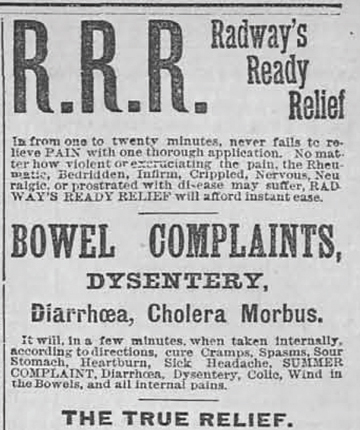 R.R.R. Radway's
Ready
Relief
In from one to twenty minutes, never fails to re-
lieve PAIN with one thorough application. No mat-
ter how violent or excruciating the pain, the Rheu-
matic, Bedridden, Infirm, Crippled, Nervous, Neu
ralgic, or prostrated with disease may suffer, RAD-
WAY'S READY RELIEF will afford instant ease.
BOWEL COMPLAINTS,
DYSENTERY,
Diarrhœa, Cholera Morbus.
It will, in a few minutes, when taken internally,
according to directions, cure Cramps, Spasms, Sour
Stomach, Heartburn, Sick Headache, SUMMER
COMPLAINT, Diarrhœa, Dysentery, Colic, Wind in
the Bowels, and all internal pains.
THE TRUE RELIEF.